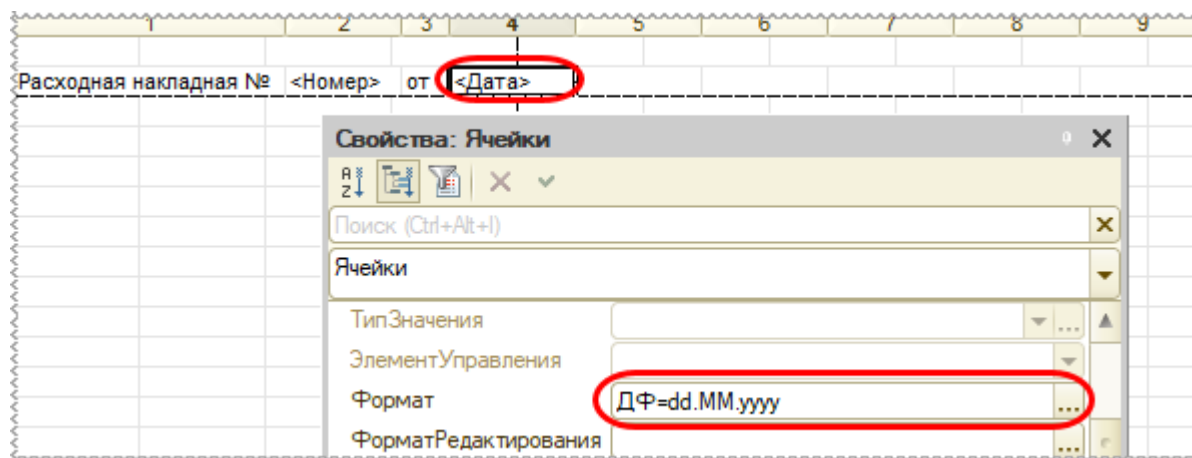 1 2 3 4 5 6 7 8 9
Расходная накладная № <Номер> от <Дата>
Свойства: Ячейки
Поиск (Ctrl+Alt+I)
Ячейки
ТипЗначения
ЭлементУправления
Формат ДФ=dd.MM.yyyy
ФорматРедактирования